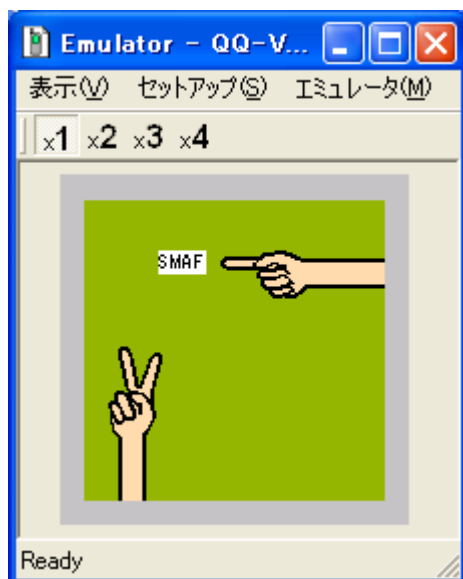 Emulator - QQ-V...
表示(V) セットアップ(S) エミュレータ(M)
x1 x2 x3 x4
SMAF
Ready